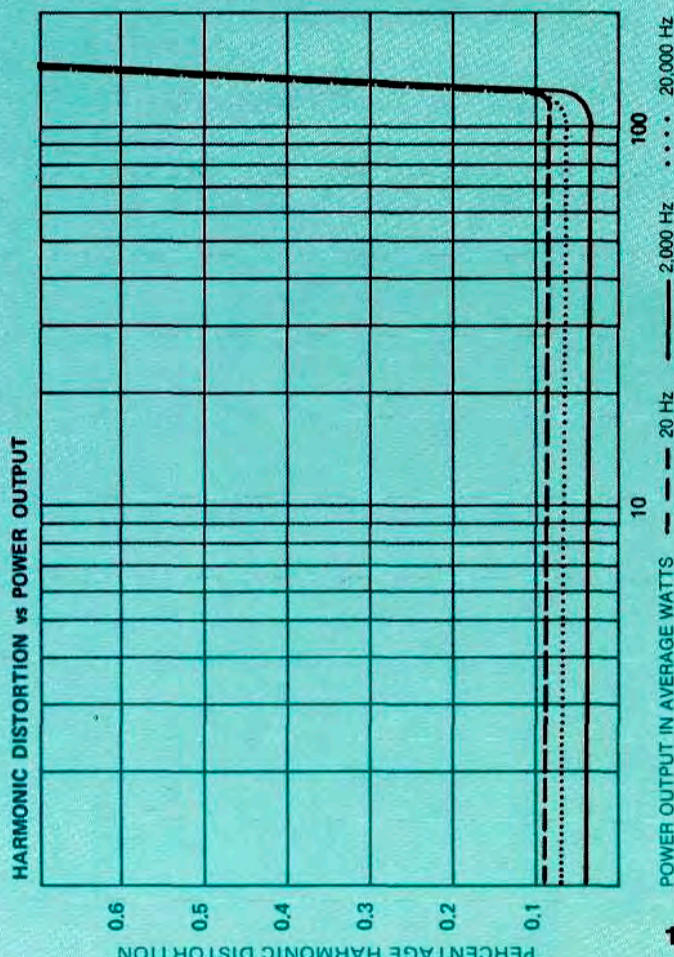 HARMONIC DISTORTION vs POWER OUTPUT
PERCENTAGE HARMONIC DISTORTION
0.6
0.5
0.4
0.3
0.2
0.1
10
100
POWER OUTPUT IN AVERAGE WATTS
20 Hz
2,000 Hz
20,000 Hz